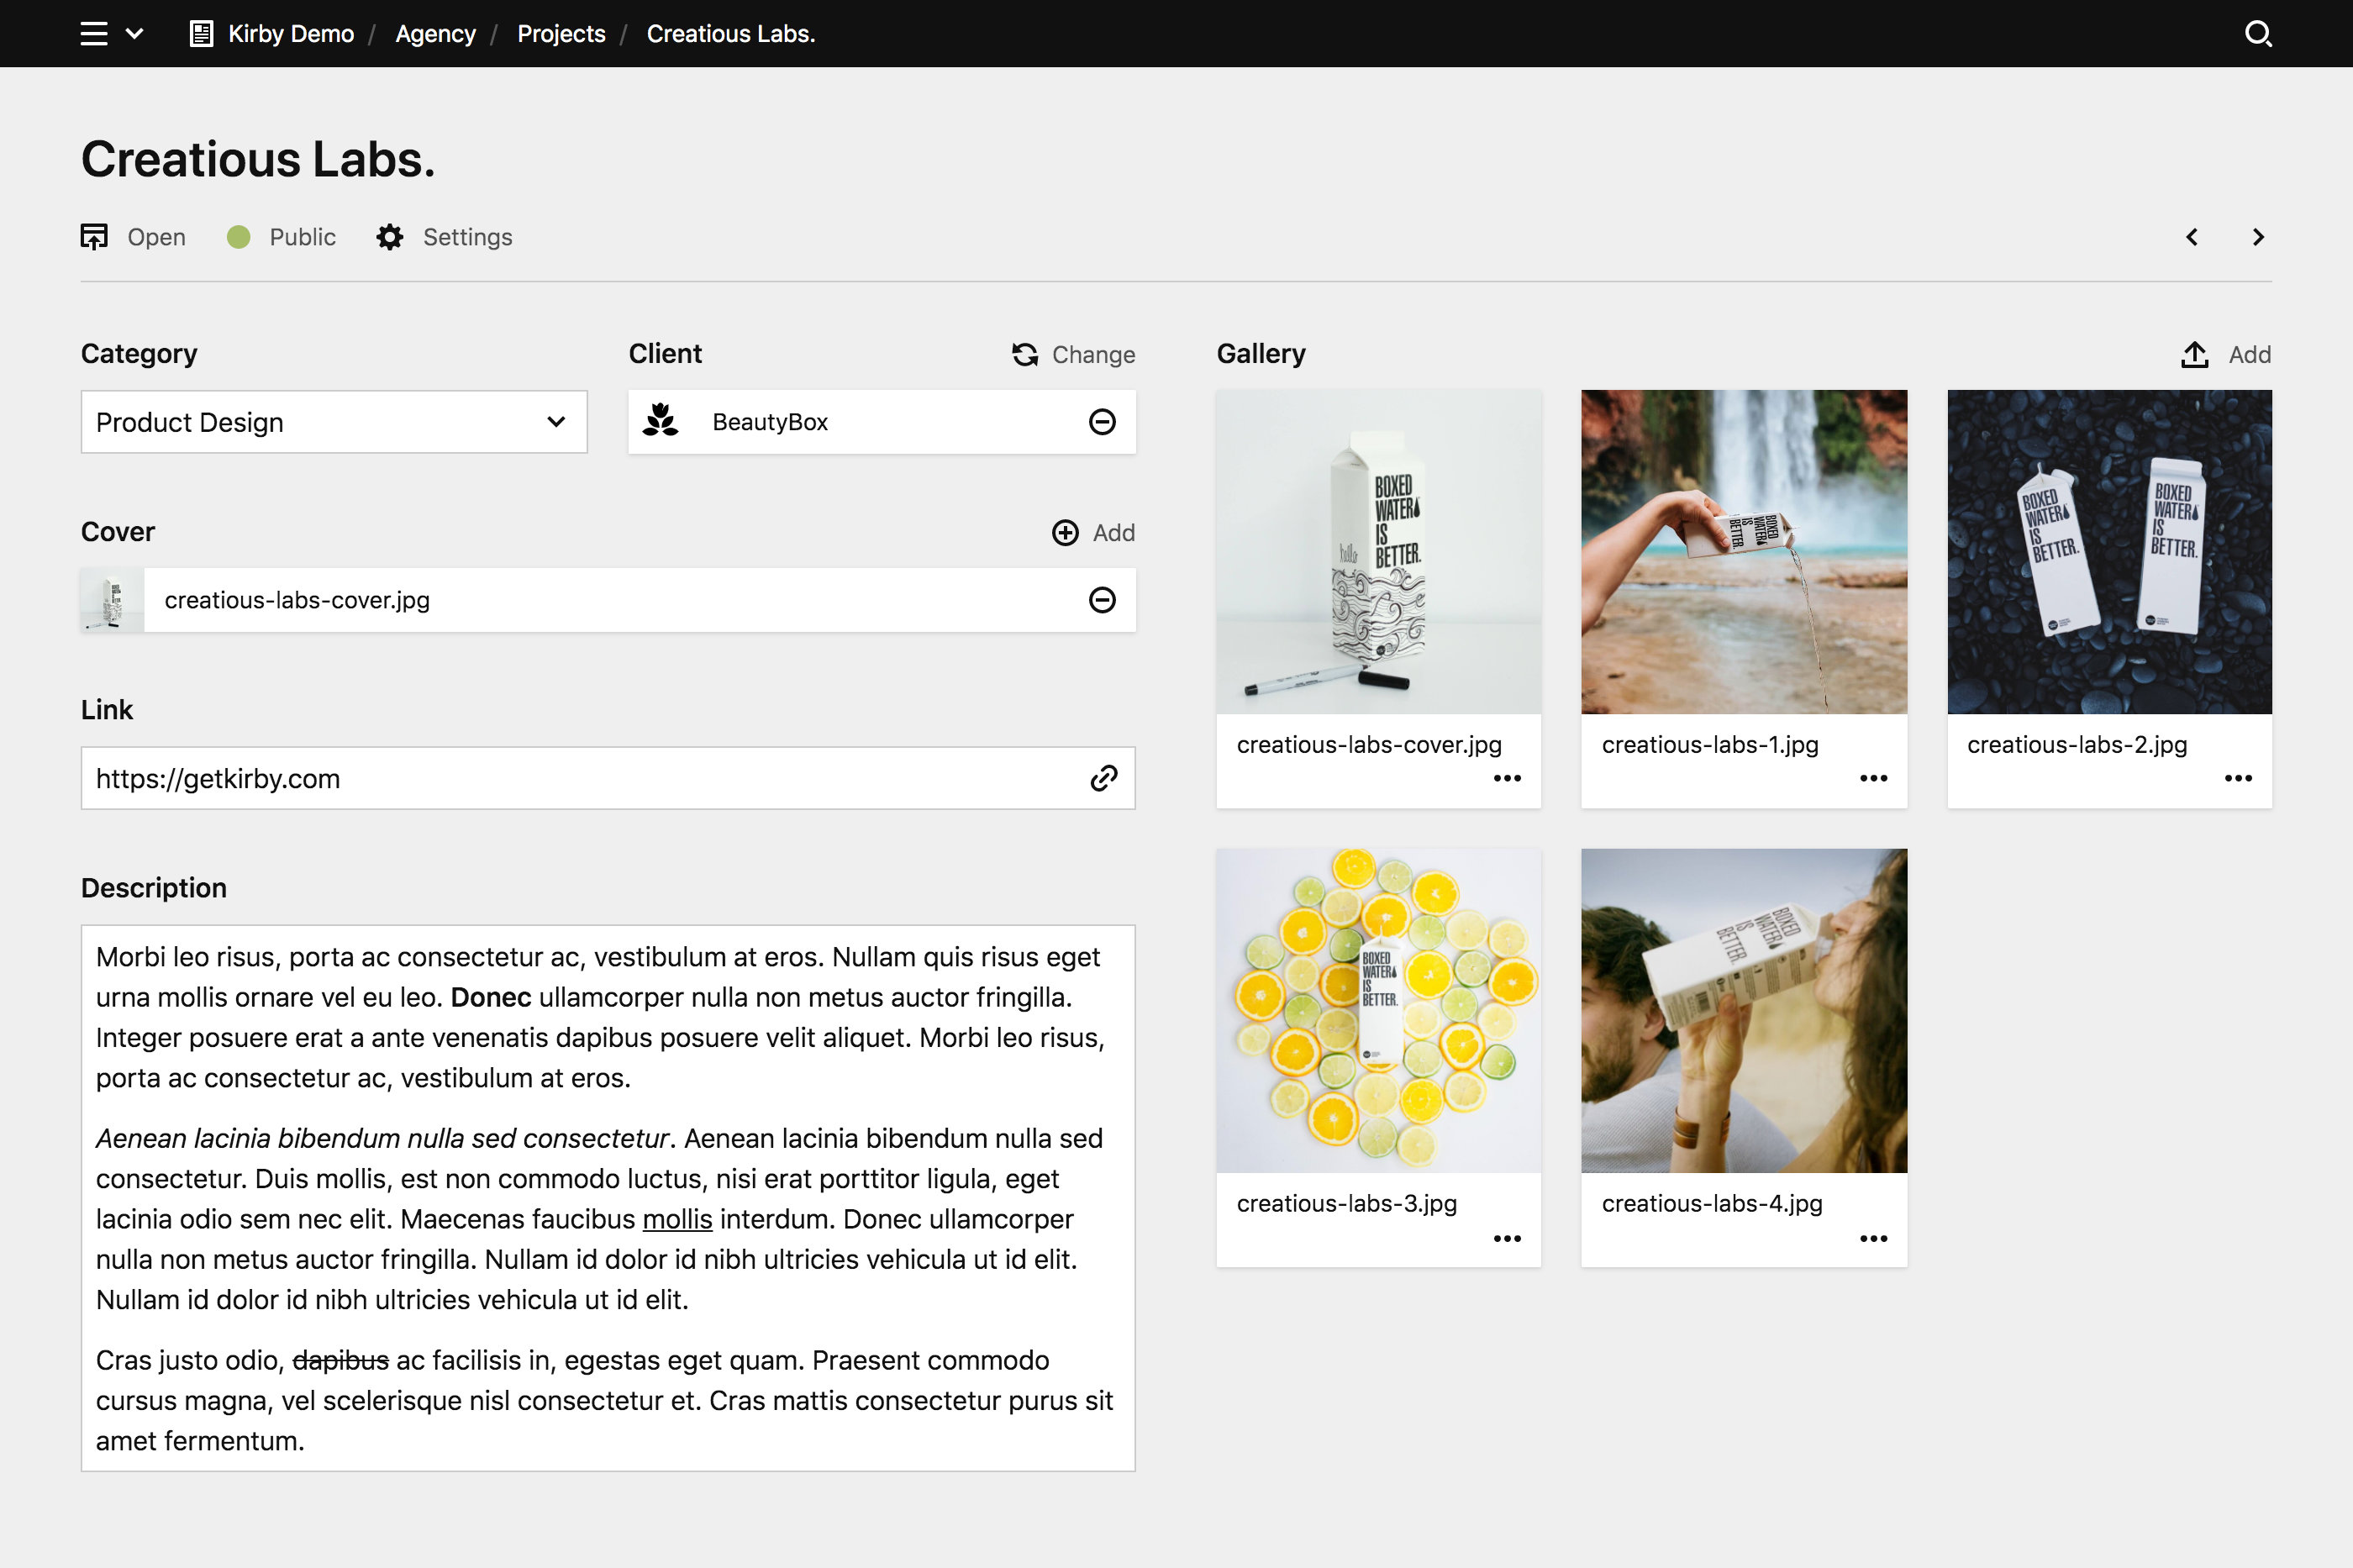 Kirby Demo / Agency / Projects / Creatious Labs.
Creatious Labs.
Open Public Settings
Category
Product Design
Client
Change
BeautyBox
Cover
Add
creatious-labs-cover.jpg
Link
https://getkirby.com
Description
Morbi leo risus, porta ac consectetur ac, vestibulum at eros. Nullam quis risus eget
urna mollis ornare vel eu leo. Donec ullamcorper nulla non metus auctor fringilla.
Integer posuere erat a ante venenatis dapibus posuere velit aliquet. Morbi leo risus,
porta ac consectetur ac, vestibulum at eros.
Aenean lacinia bibendum nulla sed consectetur. Aenean lacinia bibendum nulla sed
consectetur. Duis mollis, est non commodo luctus, nisi erat porttitor ligula, eget
lacinia odio sem nec elit. Maecenas faucibus mollis interdum. Donec ullamcorper
nulla non metus auctor fringilla. Nullam id dolor id nibh ultricies vehicula ut id elit.
Nullam id dolor id nibh ultricies vehicula ut id elit.
Cras justo odio, dapibus ac facilisis in, egestas eget quam. Praesent commodo
cursus magna, vel scelerisque nisl consectetur et. Cras mattis consectetur purus sit
amet fermentum.
Gallery
Add
hello
BOXED
WATER
IS
BETTER.
creatious-labs-cover.jpg
BOXED
WATER
IS
BETTER.
creatious-labs-1.jpg
BOXED
WATER
IS
BETTER.
BOXED
WATER
IS
BETTER.
creatious-labs-2.jpg
BOXED
WATER
IS
BETTER.
creatious-labs-3.jpg
BOXED
WATER
IS
BETTER.
creatious-labs-4.jpg